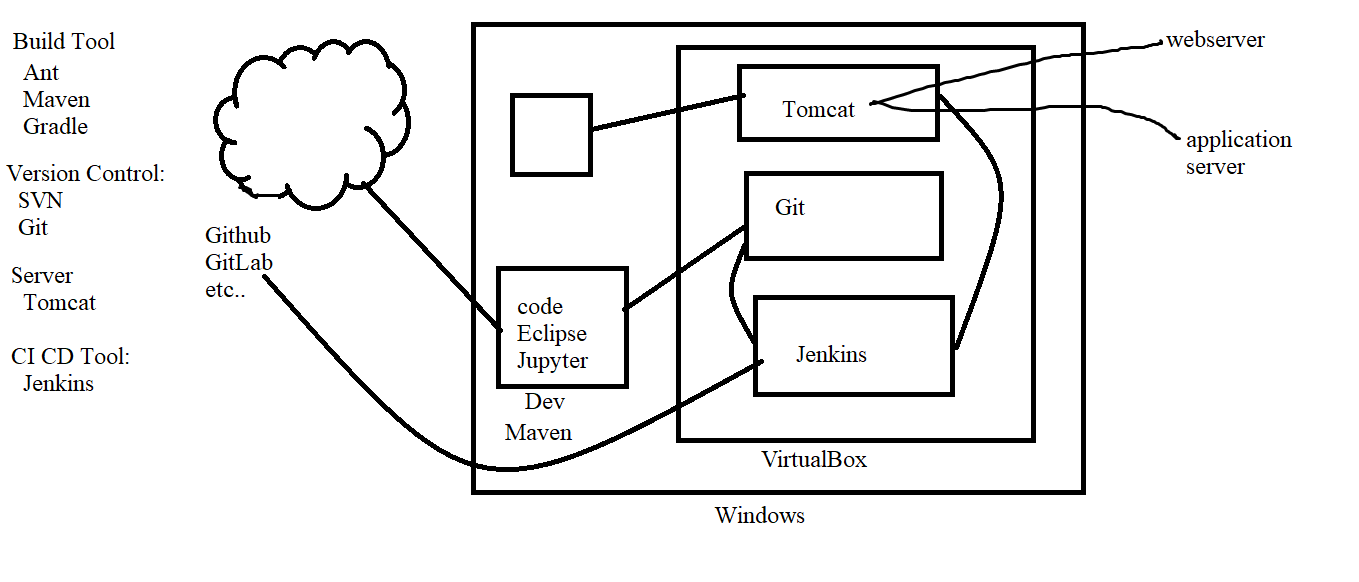 Build Tool
Ant
Maven
Gradle
Version Control:
SVN
Git
Server
Tomcat
CI CD Tool:
Jenkins
Github
GitLab
etc..
code
Eclipse
Jupyter
Dev
Maven
Tomcat
Git
Jenkins
VirtualBox
Windows
webserver
application
server